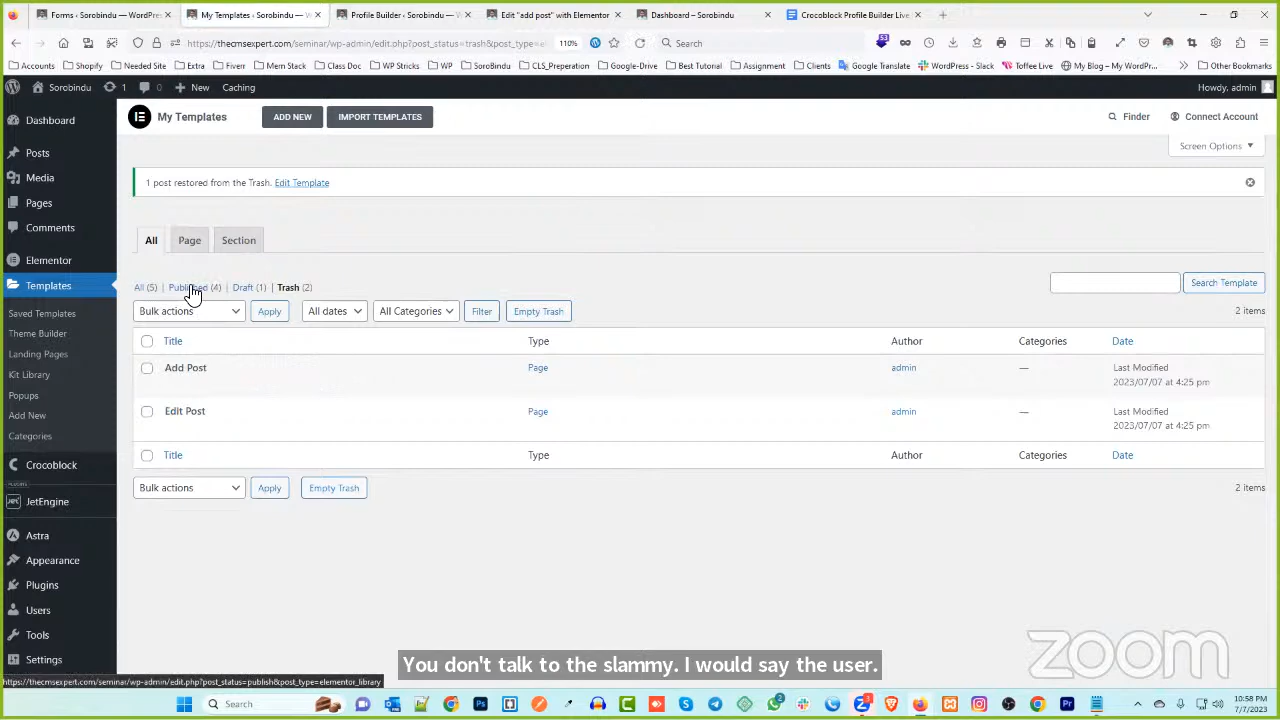 Forms ‹ Sorobindu — WordPress
My Templates ‹ Sorobindu — W
Profile Builder ‹ Sorobindu — W
Edit "add post" with Elementor
Dashboard – Sorobindu
Crocoblock Profile Builder Live
https://thecmsexpert.com/seminar/wp-admin/edit.php?post_status=trash&post_type=el
110%
Search
53
Accounts
Shopify
Needed Site
Extra
Fiverr
Mem Stack
Class Doc
WP Stricks
WP
SoroBindu
CLS_Preperation
Google-Drive
Best Tutorial
Assignment
Clients
Google Translate
WordPress - Slack
Toffee Live
My Blog – My WordPr...
Other Bookmarks
Sorobindu
1
0
New
Caching
Howdy, admin
Dashboard
Posts
Media
Pages
Comments
Elementor
Templates
Saved Templates
Theme Builder
Landing Pages
Kit Library
Popups
Add New
Categories
Crocoblock
JetEngine
Astra
Appearance
Plugins
Users
Tools
Settings
My Templates
ADD NEW
IMPORT TEMPLATES
Finder
Connect Account
Screen Options
1 post restored from the Trash. Edit Template
All
Page
Section
All (5) | Published (4) | Draft (1) | Trash (2)
Search Template
Bulk actions
Apply
All dates
All Categories
Filter
Empty Trash
2 items
Title
Type
Author
Categories
Date
Add Post
Page
admin
—
Last Modified
2023/07/07 at 4:25 pm
Edit Post
Page
admin
—
Last Modified
2023/07/07 at 4:25 pm
Title
Type
Author
Categories
Date
Bulk actions
Apply
Empty Trash
2 items
You don't talk to the slammy. I would say the user.
zoom
https://thecmsexpert.com/seminar/wp-admin/edit.php?post_status=publish&post_type=elementor_library
Search
2
3
10:58 PM
7/7/2023